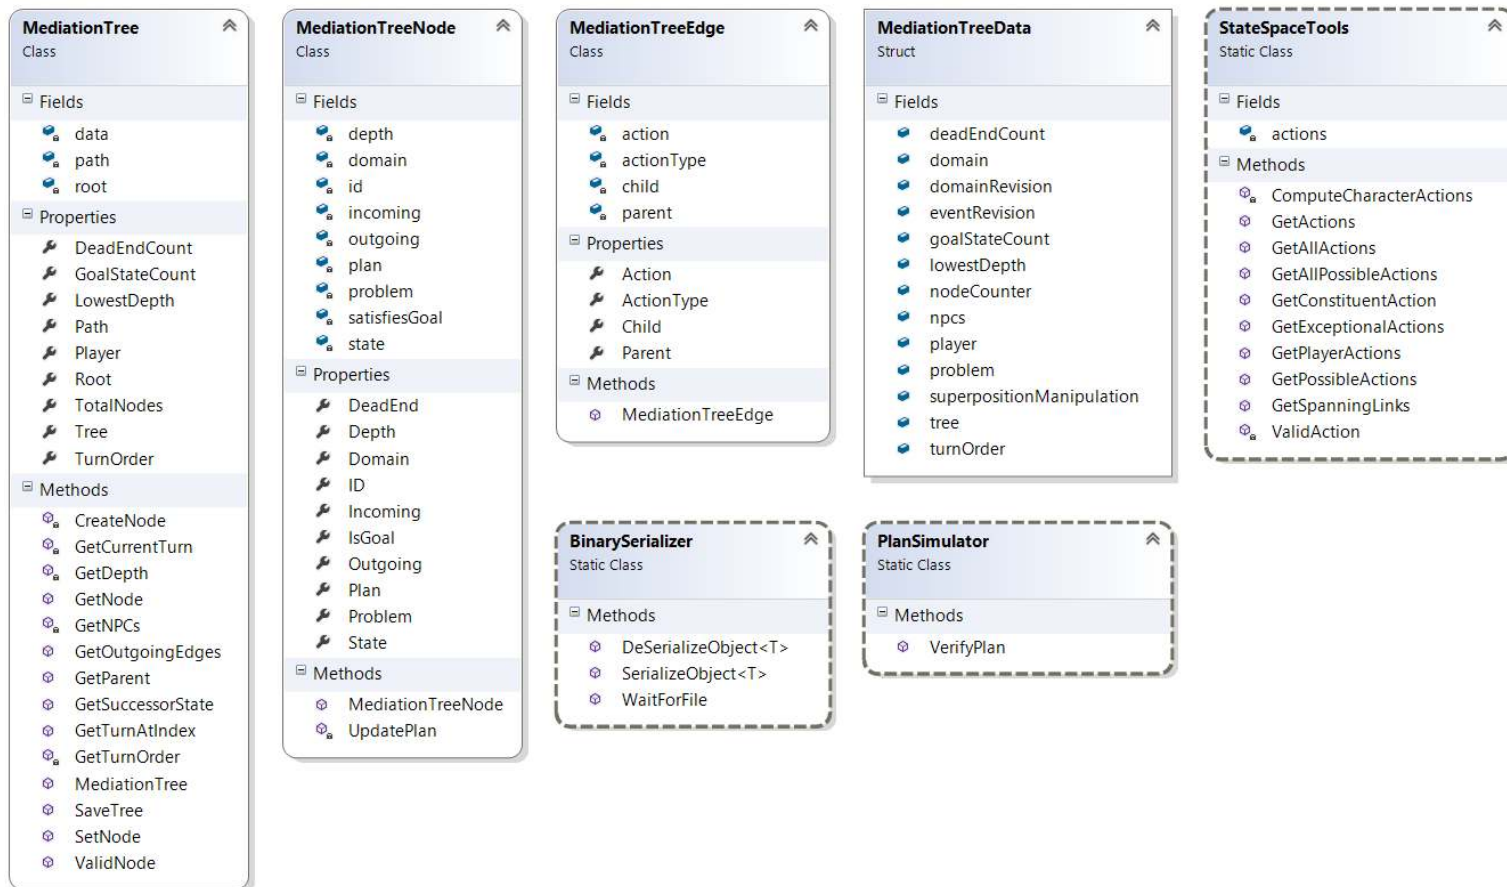 MediationTree
Class
Fields
data
path
root
Properties
DeadEndCount
GoalStateCount
LowestDepth
Path
Player
Root
TotalNodes
Tree
TurnOrder
Methods
CreateNode
GetCurrentTurn
GetDepth
GetNode
GetNPCs
GetOutgoingEdges
GetParent
GetSuccessorState
GetTurnAtIndex
GetTurnOrder
MediationTree
SaveTree
SetNode
ValidNode
MediationTreeNode
Class
Fields
depth
domain
id
incoming
outgoing
plan
problem
satisfiesGoal
state
Properties
DeadEnd
Depth
Domain
ID
Incoming
IsGoal
Outgoing
Plan
Problem
State
Methods
MediationTreeNode
UpdatePlan
MediationTreeEdge
Class
Fields
action
actionType
child
parent
Properties
Action
ActionType
Child
Parent
Methods
MediationTreeEdge
MediationTreeData
Struct
Fields
deadEndCount
domain
domainRevision
eventRevision
goalStateCount
lowestDepth
nodeCounter
npcs
player
problem
superpositionManipulation
tree
turnOrder
StateSpaceTools
Static Class
Fields
actions
Methods
ComputeCharacterActions
GetActions
GetAllActions
GetAllPossibleActions
GetConstituentAction
GetExceptionalActions
GetPlayerActions
GetPossibleActions
GetSpanningLinks
ValidAction
BinarySerializer
Static Class
Methods
DeSerializeObject<T>
SerializeObject<T>
WaitForFile
PlanSimulator
Static Class
Methods
VerifyPlan